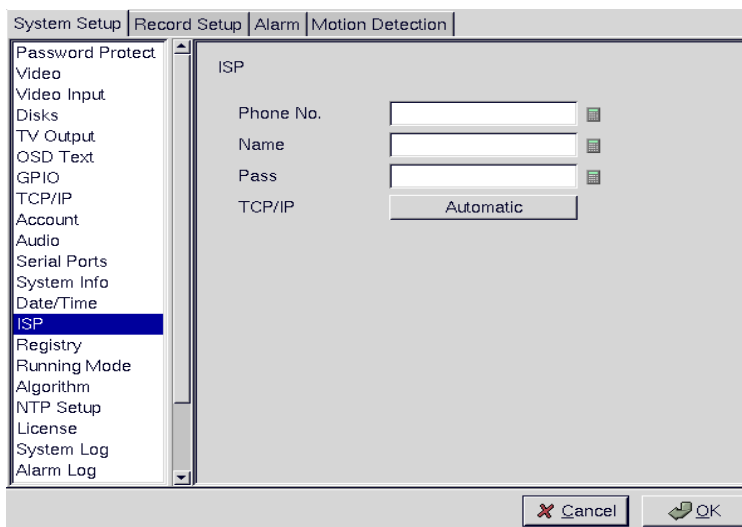 System Setup Record Setup Alarm Motion Detection
Password Protect
Video
Video Input
Disks
TV Output
OSD Text
GPIO
TCP/IP
Account
Audio
Serial Ports
System Info
Date/Time
ISP
Registry
Running Mode
Algorithm
NTP Setup
License
System Log
Alarm Log
ISP
Phone No.
Name
Pass
TCP/IP Automatic
Cancel OK